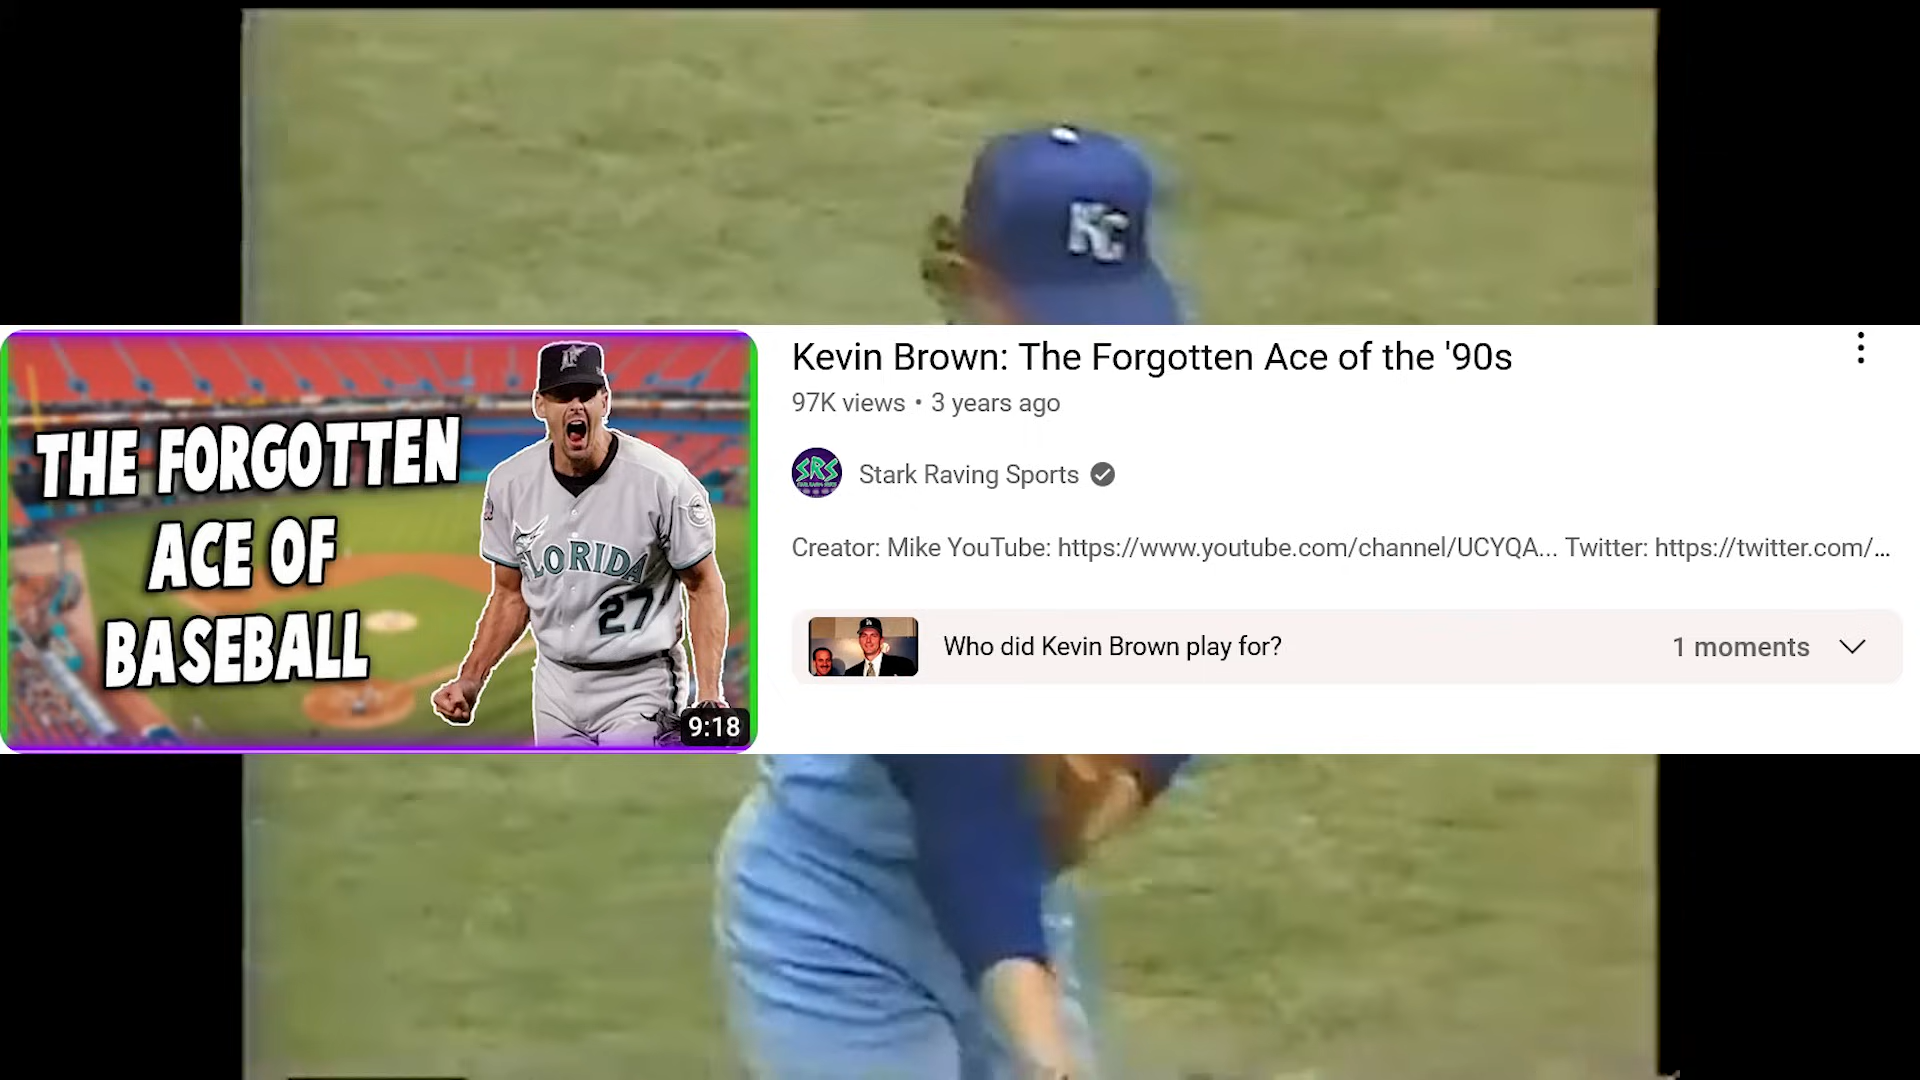 KC
THE FORGOTTEN
ACE OF
BASEBALL
FLORIDA
27
9:18
Kevin Brown: The Forgotten Ace of the '90s
97K views • 3 years ago
SRS
Stark Raving Sports
Creator: Mike YouTube: https://www.youtube.com/channel/UCYQA... Twitter: https://twitter.com/...
Who did Kevin Brown play for?
1 moments